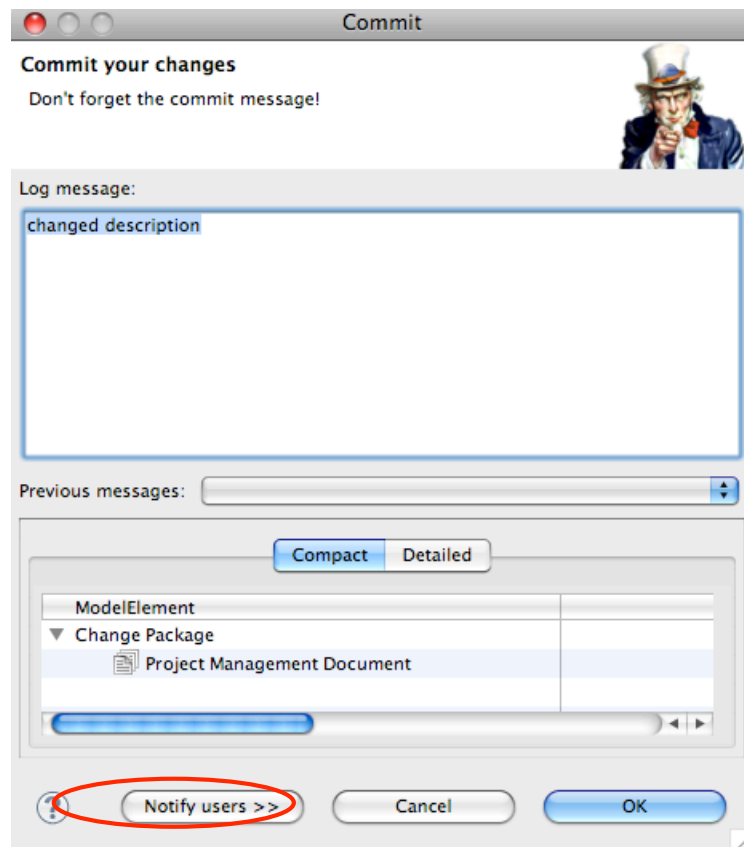 Commit
Commit your changes
Don't forget the commit message!
Log message:
changed description
Previous messages:
Compact Detailed
ModelElement
Change Package
Project Management Document
? Notify users >> Cancel OK